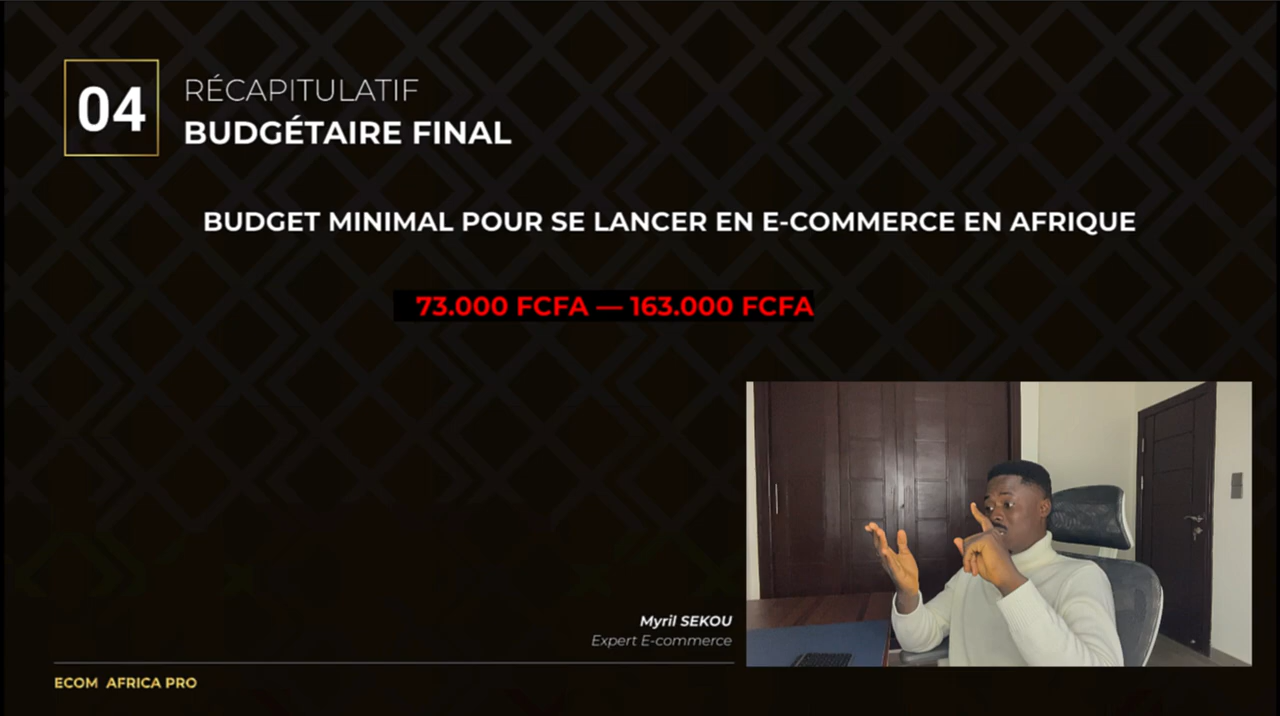 04
RÉCAPITULATIF
BUDGÉTAIRE FINAL
BUDGET MINIMAL POUR SE LANCER EN E-COMMERCE EN AFRIQUE
73.000 FCFA — 163.000 FCFA
Myril SEKOU
Expert E-commerce
ECOM AFRICA PRO